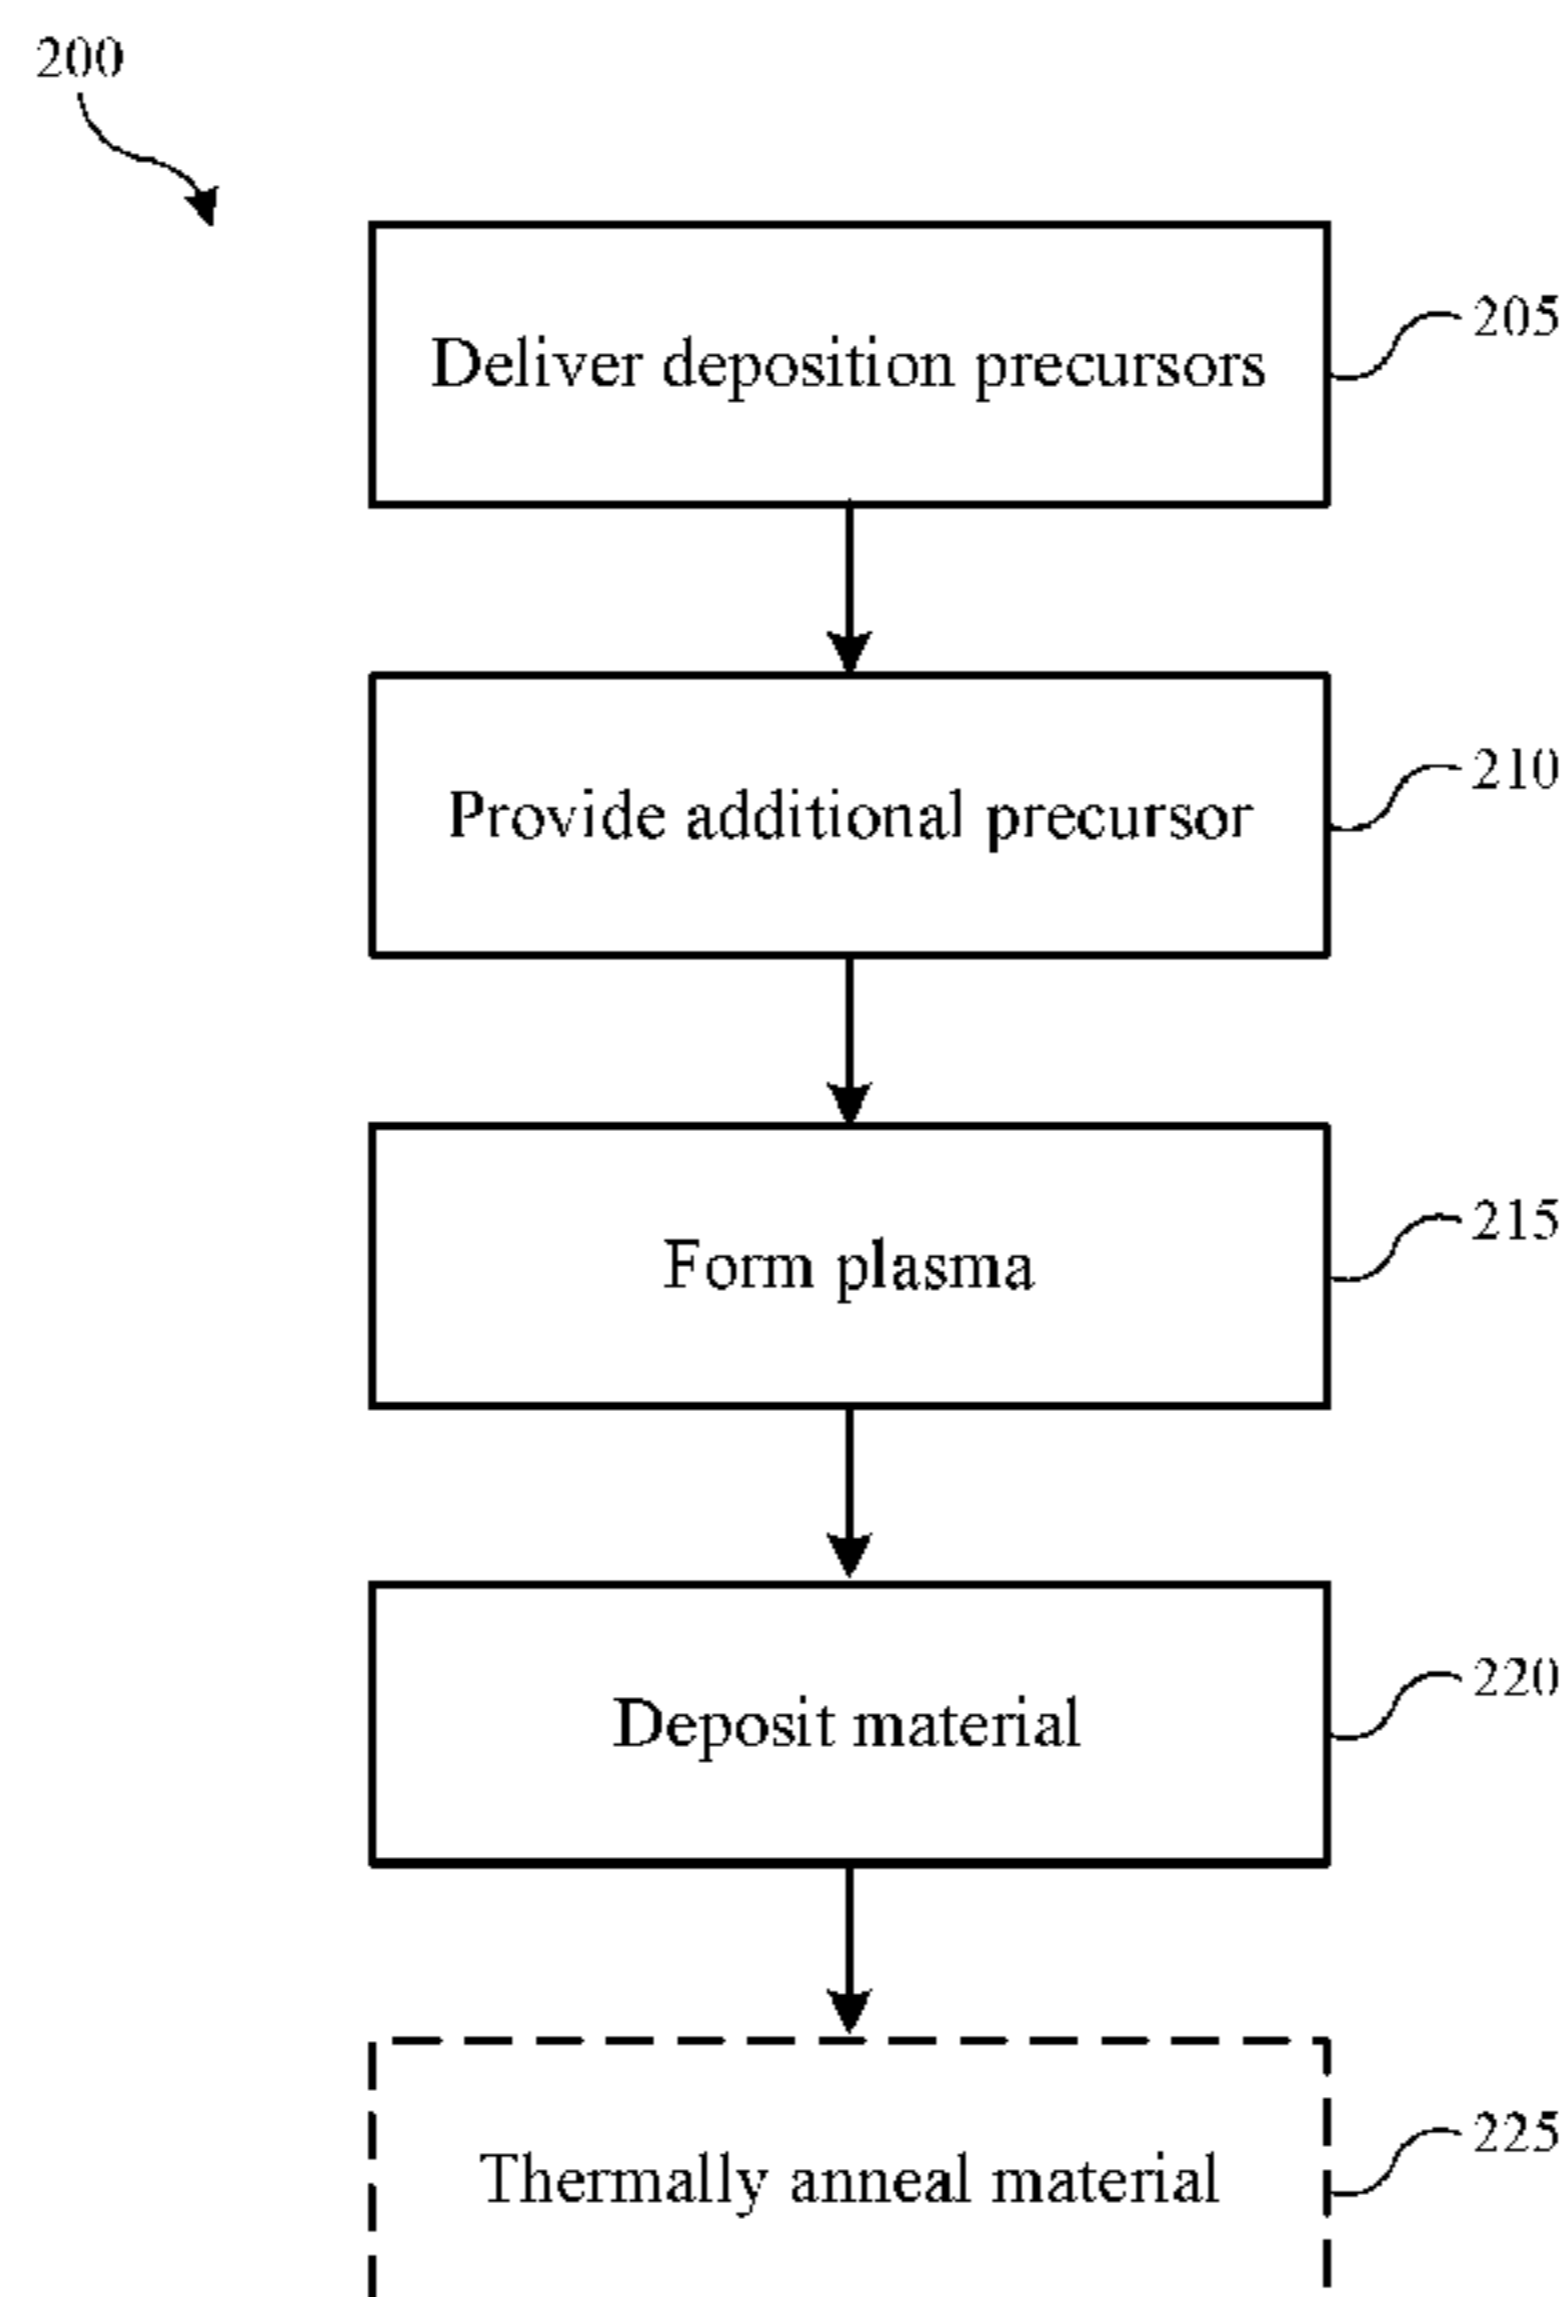 200
Deliver deposition precursors
205
Provide additional precursor
210
Form plasma
215
Deposit material
220
Thermally anneal material
225